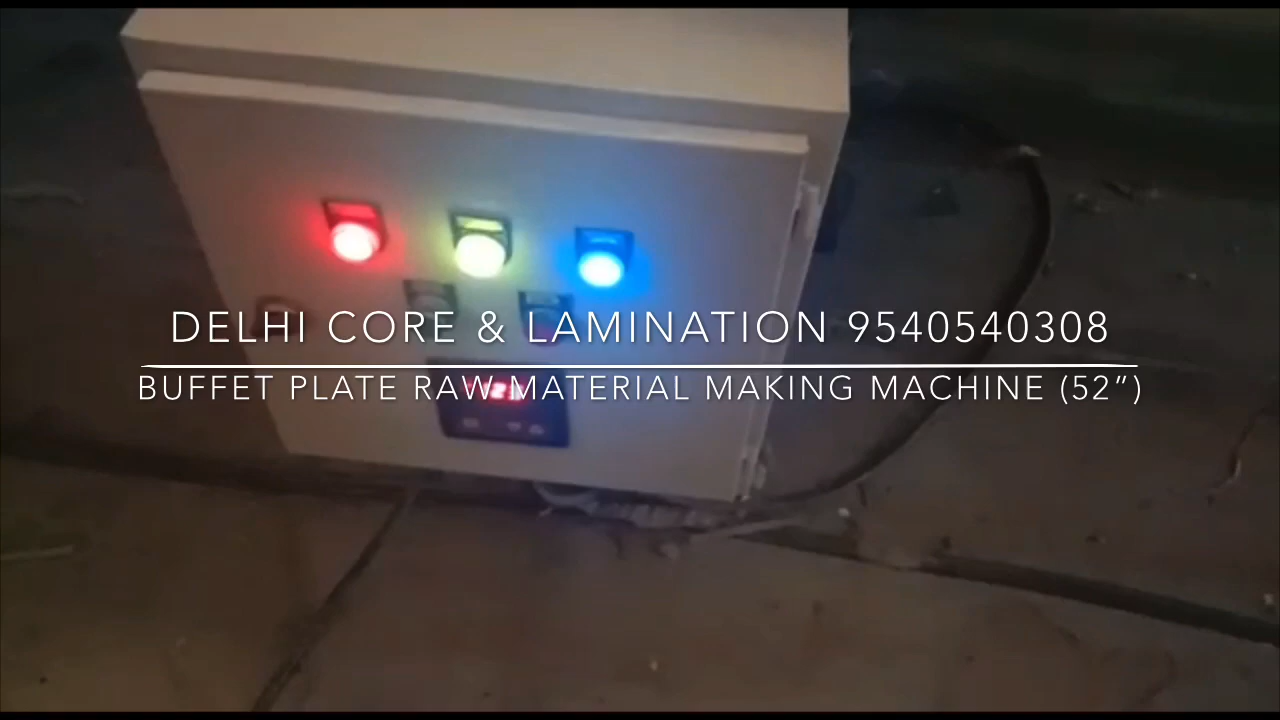 DELHI CORE & LAMINATION 9540540308
BUFFET PLATE RAW MATERIAL MAKING MACHINE (52”)